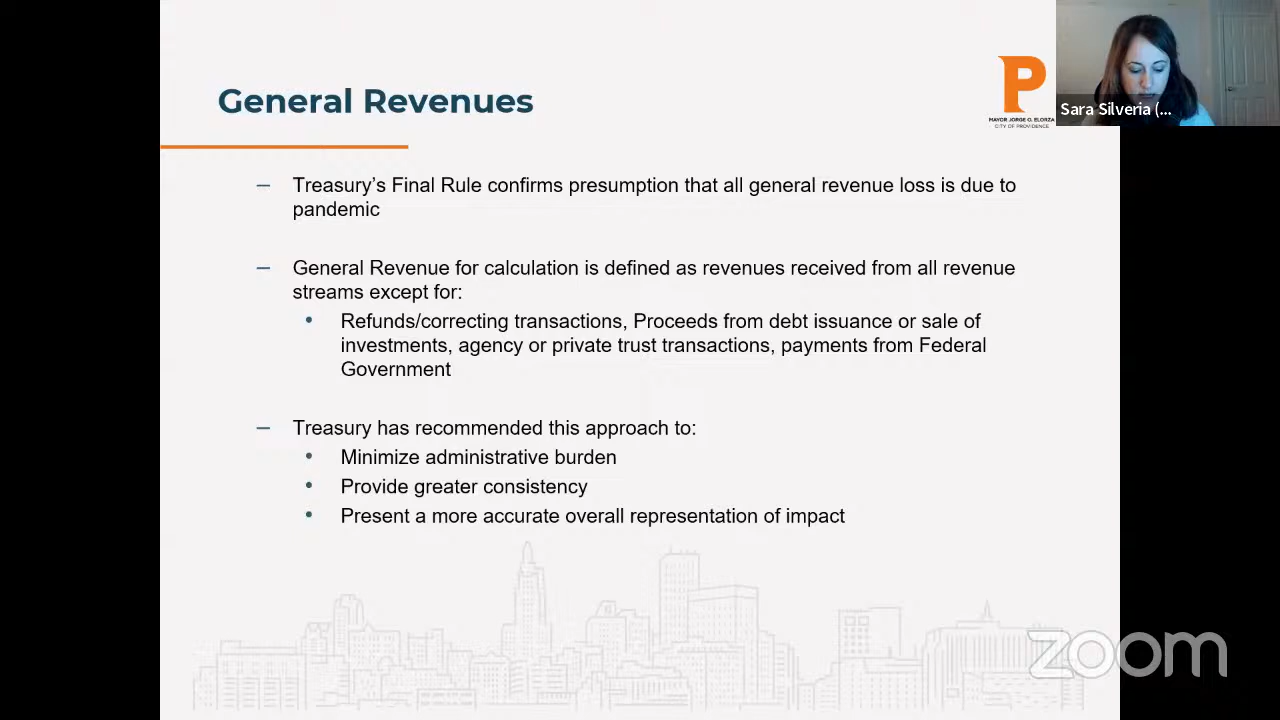 General Revenues
P
MAYOR JORGE O. ELORZA
CITY OF PROVIDENCE
Sara Silveria (...
– Treasury’s Final Rule confirms presumption that all general revenue loss is due to
pandemic
– General Revenue for calculation is defined as revenues received from all revenue
streams except for:
• Refunds/correcting transactions, Proceeds from debt issuance or sale of
investments, agency or private trust transactions, payments from Federal
Government
– Treasury has recommended this approach to:
• Minimize administrative burden
• Provide greater consistency
• Present a more accurate overall representation of impact
zoom